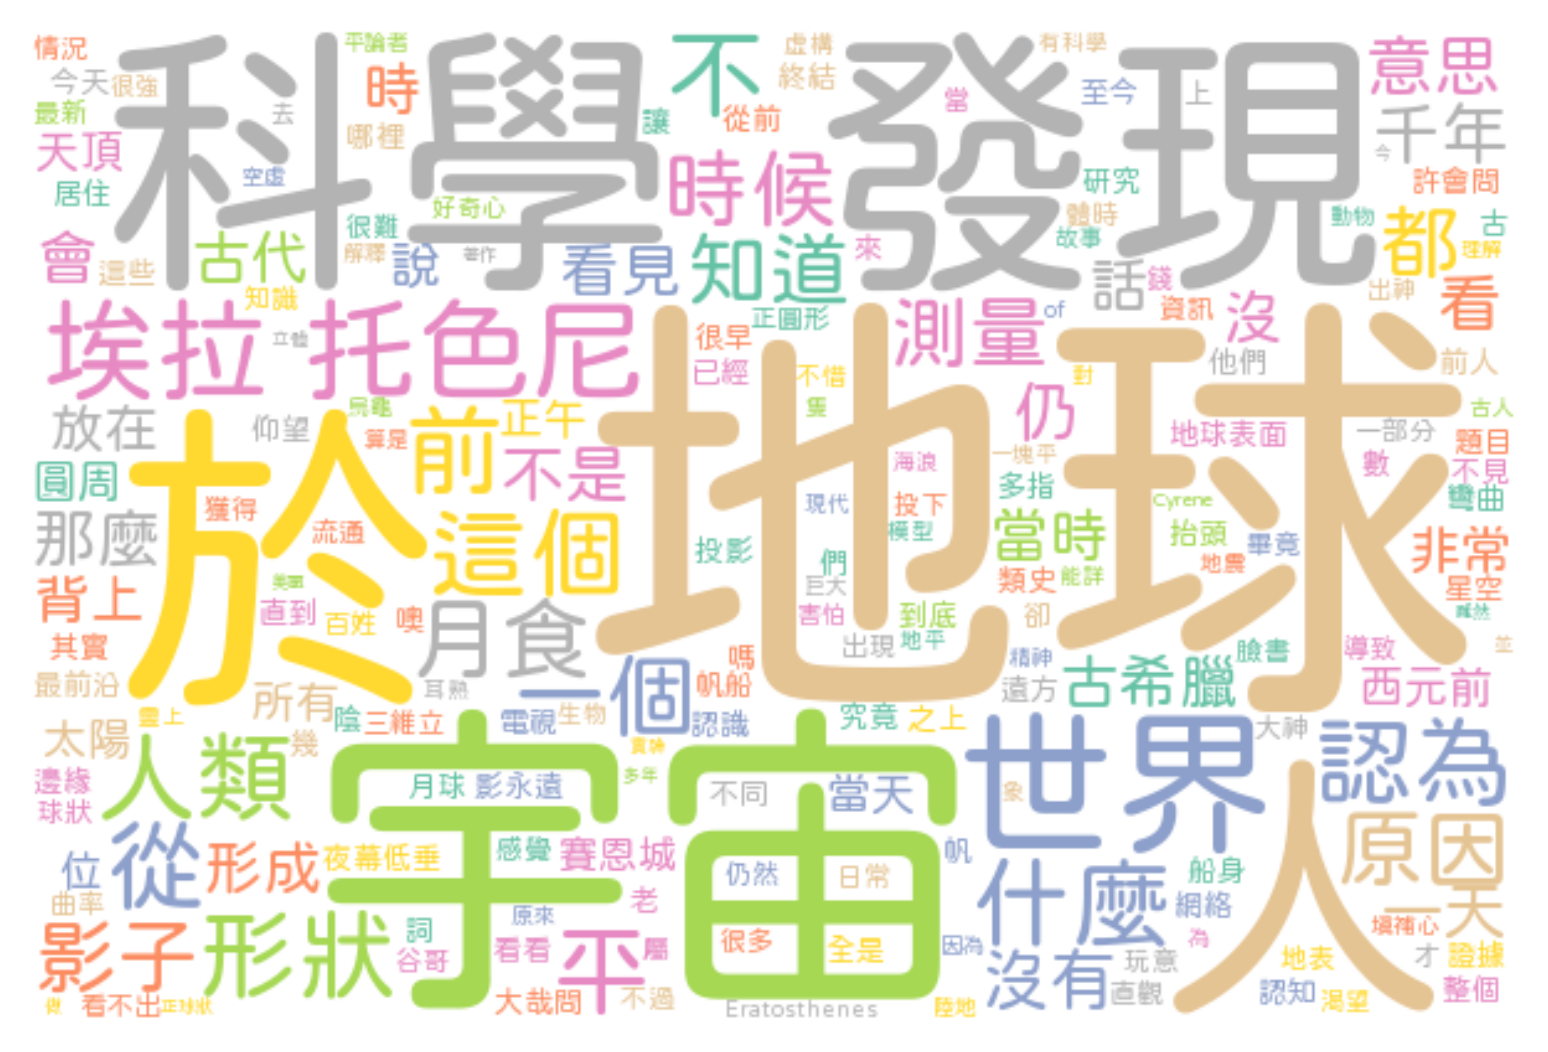 情況
平論者
科學
不
虛構
有科學
發現
意思
今天
很強
時
終結
至今
上
最新
去
讓
從前
當
千年
天頂
哪裡
時候
今
居住
空虛
好奇心
研究
許會問
很難
體時
動物
都
古
會
這些
古代
解釋
說
著作
看見
知道
來
故事
話
錢
理解
知識
出神
看
埃拉托色尼
立體
正圓形
測量
of
資訊
沒
很早
地球
他們
前人
已經
不惜
對
放在
仰望
烏龜
前
正午
隻
仍
古人
於
算是
不是
海浪
一塊平
地球表面
一部分
題目
圓周
數
不見
獲得
現代
投下
多指
Cyrene
彎曲
那麼
流通
這個
投影
模型
當時
抬頭
畢竟
非常
們
地震
背上
美國
巨大
類史
能詳
星空
直到
百姓
噢
月食
害怕
到底
卻
既然
其實
出現
地平
嗎
精神
臉書
導致
並
最前沿
所有
耳熟
一個
帆船
遠方
古希臘
西元前
靈上
陰
三維立
電視
生物
認識
究竟
之上
大神
太陽
人類
幾
宇宙
世界
認為
邊緣
月球
影永遠
多年
不同
當天
象
人
球狀
位
從
形成
夜幕低垂
感覺
賽恩城
仍然
日常
帆
什麼
船身
原因
曲率
老
網絡
一天
影子
形狀
詞
原來
很多
全是
因為
為
填補心
谷哥
看看
平
屬
沒有
玩意
地表
才
證據
做
看不出
正球狀
大哉問
不過
Eratosthenes
陸地
直觀
認知
渴望
整個